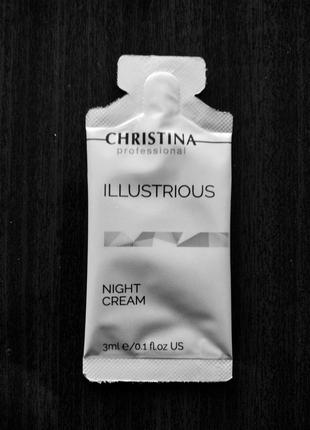 CHRISTINA
professional
ILLUSTRIOUS
NIGHT
CREAM
3ml e/0.1 fl.oz US